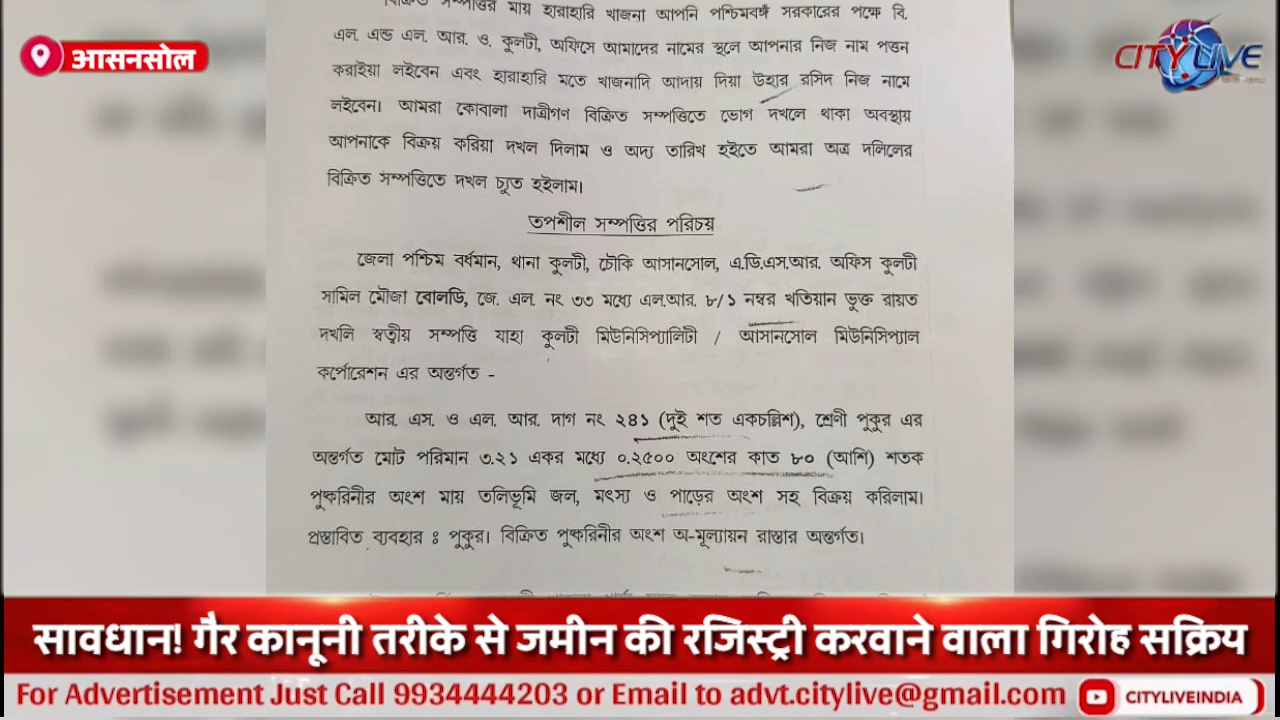 আসানসোল
CITY LIVE
বিক্রিত সম্পত্তির মায় হারাহারি খাজনা আপনি পশ্চিমবঙ্গ সরকারের পক্ষে বি.
এল. এন্ড এল. আর. ও. কুলটী, অফিসে আমাদের নামের স্থলে আপনার নিজ নাম পত্তন
করাইয়া লইবেন এবং হারাহারি মতে খাজনাদি আদায় দিয়া উহার রসিদ নিজ নামে
লইবেন। আমরা কোবালা দাত্রীগণ বিক্রিত সম্পত্তিতে ভোগ দখলে থাকা অবস্থায়
আপনাকে বিক্রয় করিয়া দখল দিলাম ও অদ্য তারিখ হইতে আমরা অত্র দলিলের
বিক্রিত সম্পত্তিতে দখল চ্যুত হইলাম।
তপশীল সম্পত্তির পরিচয়
জেলা পশ্চিম বর্ধমান, থানা কুলটী, চৌকি আসানসোল, এ.ডি.এস.আর. অফিস কুলটী
সামিল মৌজা বোলডি, জে. এল. নং ৩৩ মধ্যে এল.আর. ৮/১ নম্বর খতিয়ান ভুক্ত রায়ত
দখলি স্বত্বীয় সম্পত্তি যাহা কুলটী মিউনিসিপ্যালিটী / আসানসোল মিউনিসিপ্যাল
কর্পোরেশন এর অন্তর্গত -
আর. এস. ও এল. আর. দাগ নং ২৪১ (দুই শত একচল্লিশ), শ্রেণী পুকুর এর
অন্তর্গত মোট পরিমান ৩.২১ একর মধ্যে ০.২৫০০ অংশের কাত ৮০ (আশি) শতক
পুষ্করিনীর অংশ মায় তলিভূমি জল, মৎস্য ও পাড়ের অংশ সহ বিক্রয় করিলাম।
প্রস্তাবিত ব্যবহার ঃ পুকুর। বিক্রিত পুষ্করিনীর অংশ অ-মূল্যায়ন রাস্তার অন্তর্গত।
सावधान! गैर कानूनी तरीके से जमीन की रजिस्ट्री करवाने वाला गिरोह सक्रिय
For Advertisement Just Call 9934444203 or Email to advt.citylive@gmail.com
CITYLIVEINDIA